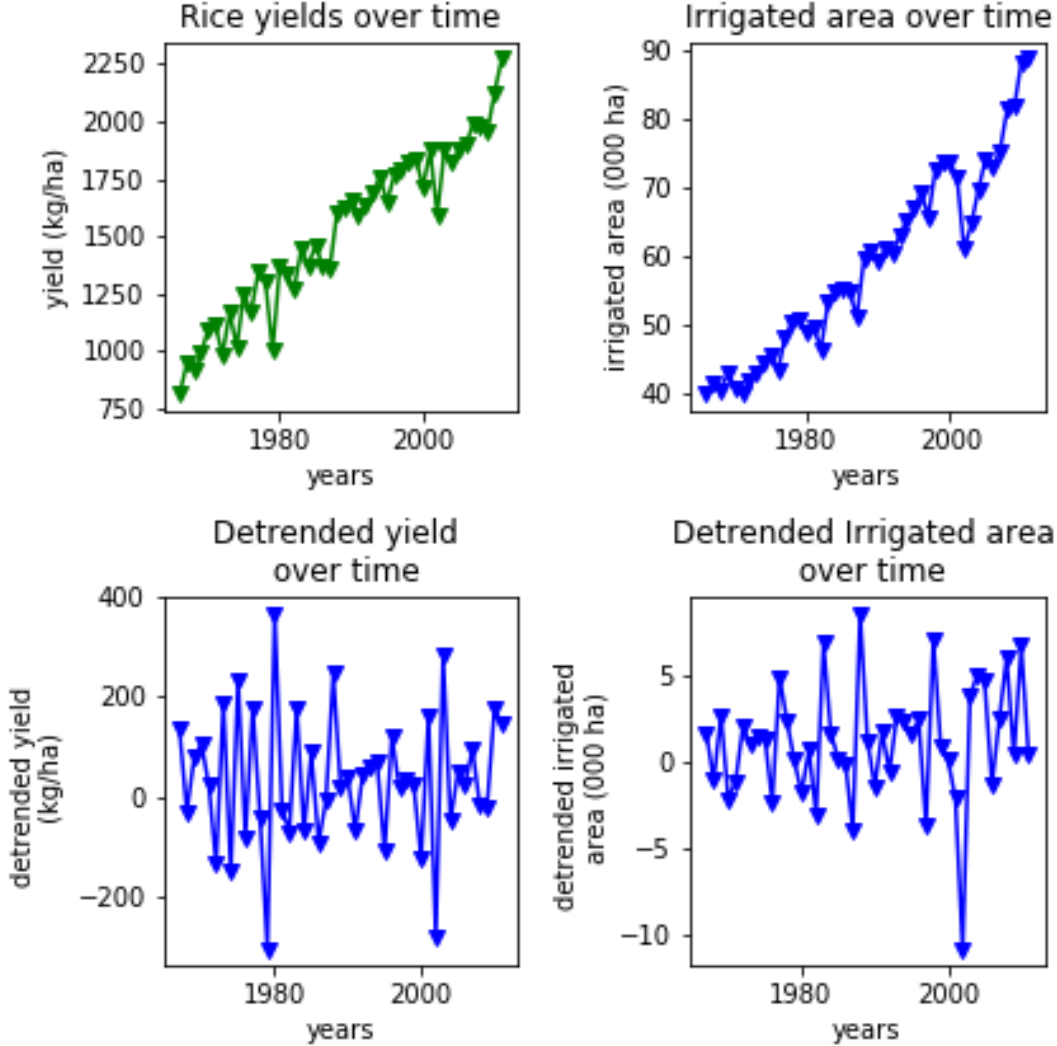 Rice yields over time
yield (kg/ha)
2250
2000
1750
1500
1250
1000
750
1980
2000
years
Irrigated area over time
irrigated area (000 ha)
90
80
70
60
50
40
1980
2000
years
Detrended yield
over time
detrended yield
(kg/ha)
400
200
0
−200
1980
2000
years
Detrended Irrigated area
over time
detrended irrigated
area (000 ha)
5
0
−5
−10
1980
2000
years